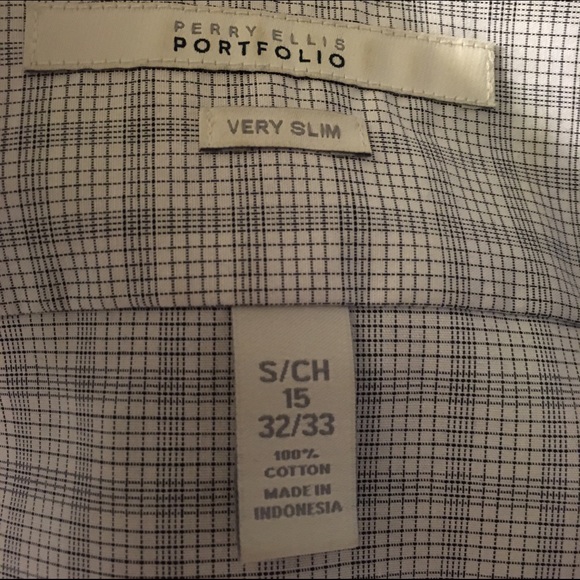 PERRY ELLIS
PORTFOLIO
VERY SLIM
S/CH
15
32/33
100%
COTTON
MADE IN
INDONESIA